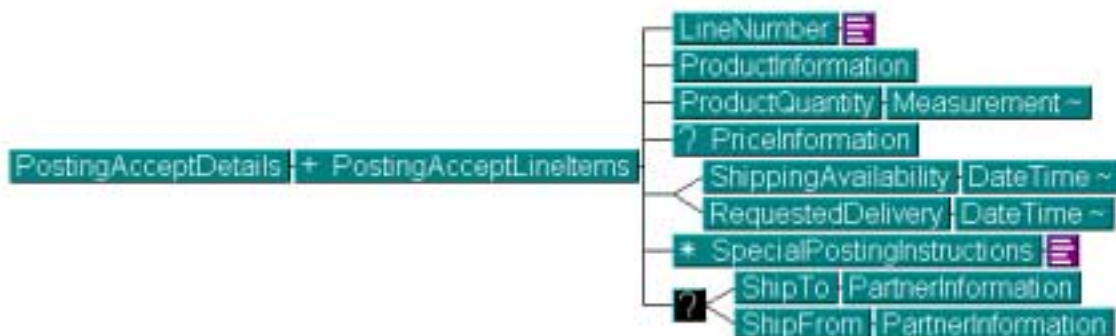 LineNumber
ProductInformation
ProductQuantity Measurement ~
? PriceInformation
PostingAcceptDetails + PostingAcceptLineItems
ShippingAvailability DateTime ~
RequestedDelivery DateTime ~
* SpecialPostingInstructions
?
ShipTo PartnerInformation
ShipFrom PartnerInformation